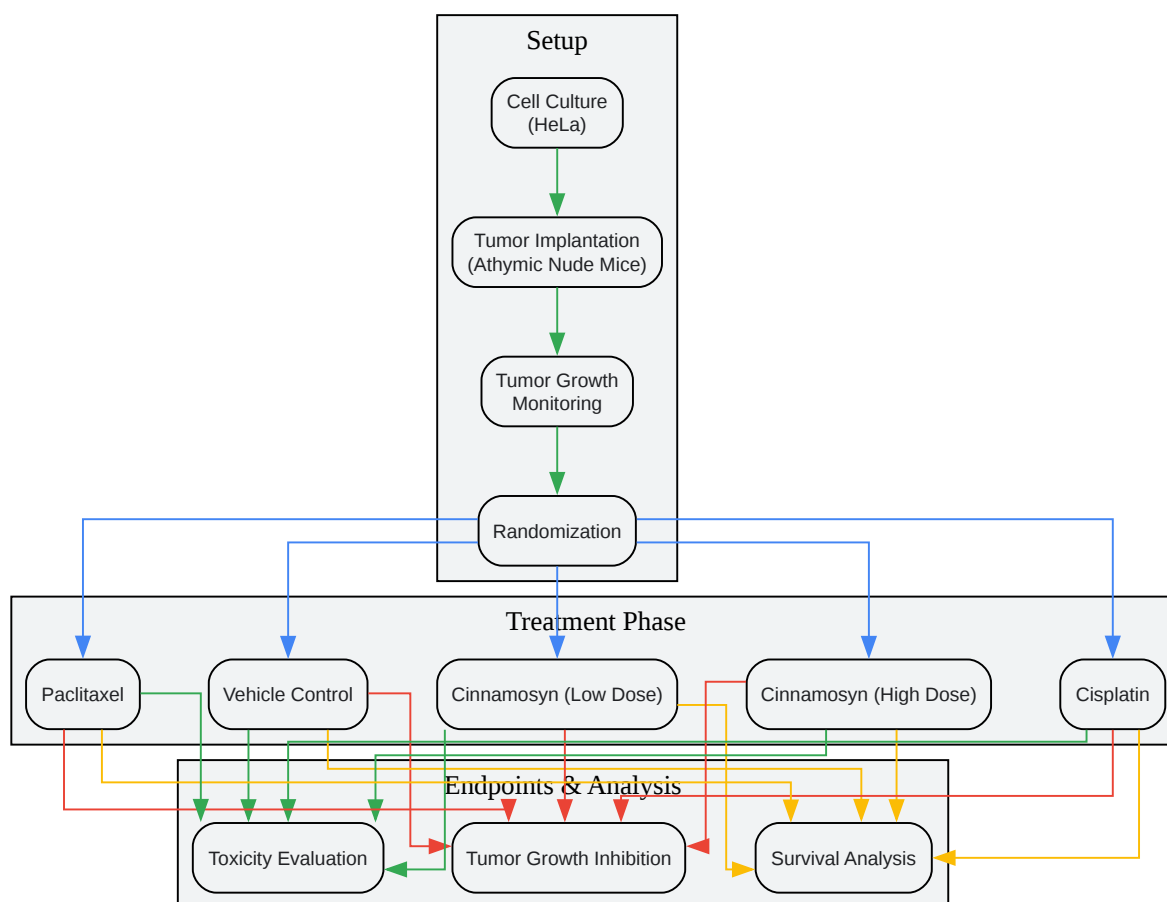 Setup
Cell Culture
(HeLa)
Tumor Implantation
(Athymic Nude Mice)
Tumor Growth
Monitoring
Randomization
Treatment Phase
Paclitaxel
Vehicle Control
Cinnamosyn (Low Dose)
Cinnamosyn (High Dose)
Cisplatin
Endpoints & Analysis
Toxicity Evaluation
Tumor Growth Inhibition
Survival Analysis